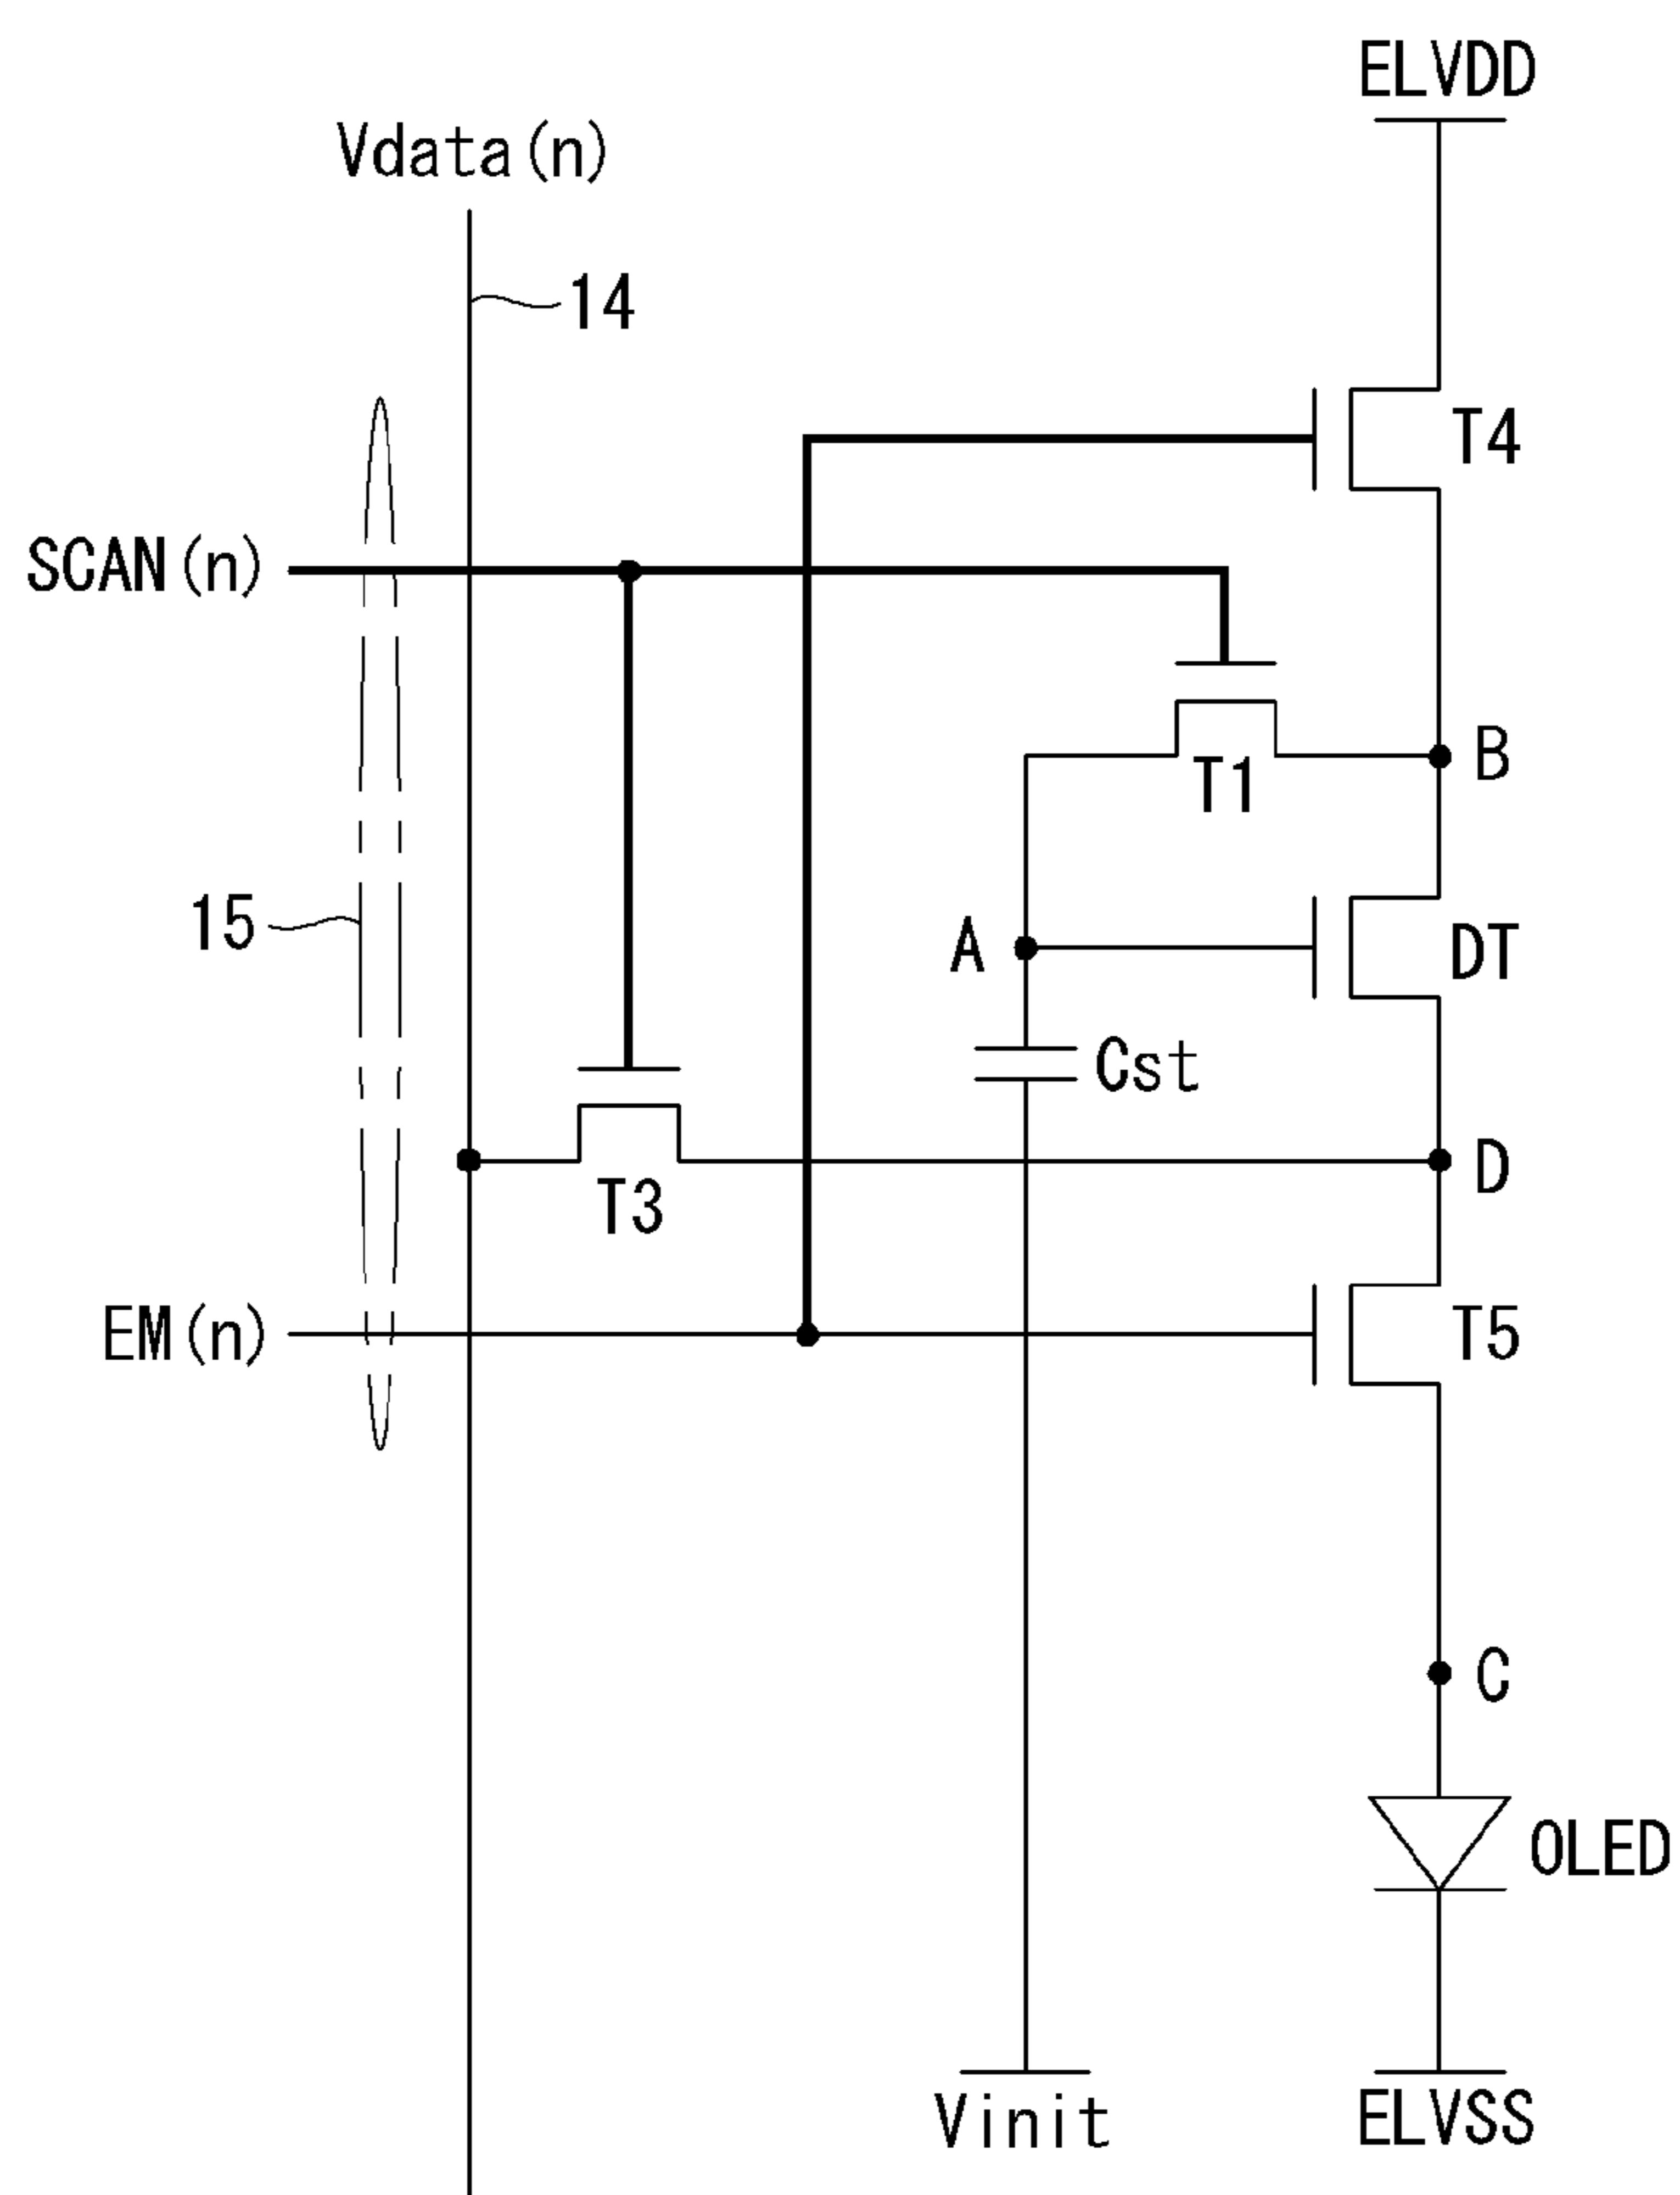 ELVDD
Vdata(n)
14
T4
SCAN(n)
B
T1
15
A
DT
Cst
D
T3
EM(n)
T5
C
OLED
Vinit
ELVSS